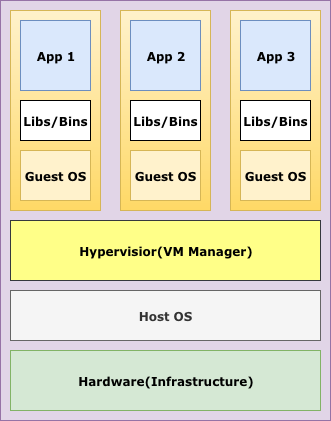 App 1
App 2
App 3
Libs/Bins
Libs/Bins
Libs/Bins
Guest OS
Guest OS
Guest OS
Hypervisior(VM Manager)
Host OS
Hardware(Infrastructure)